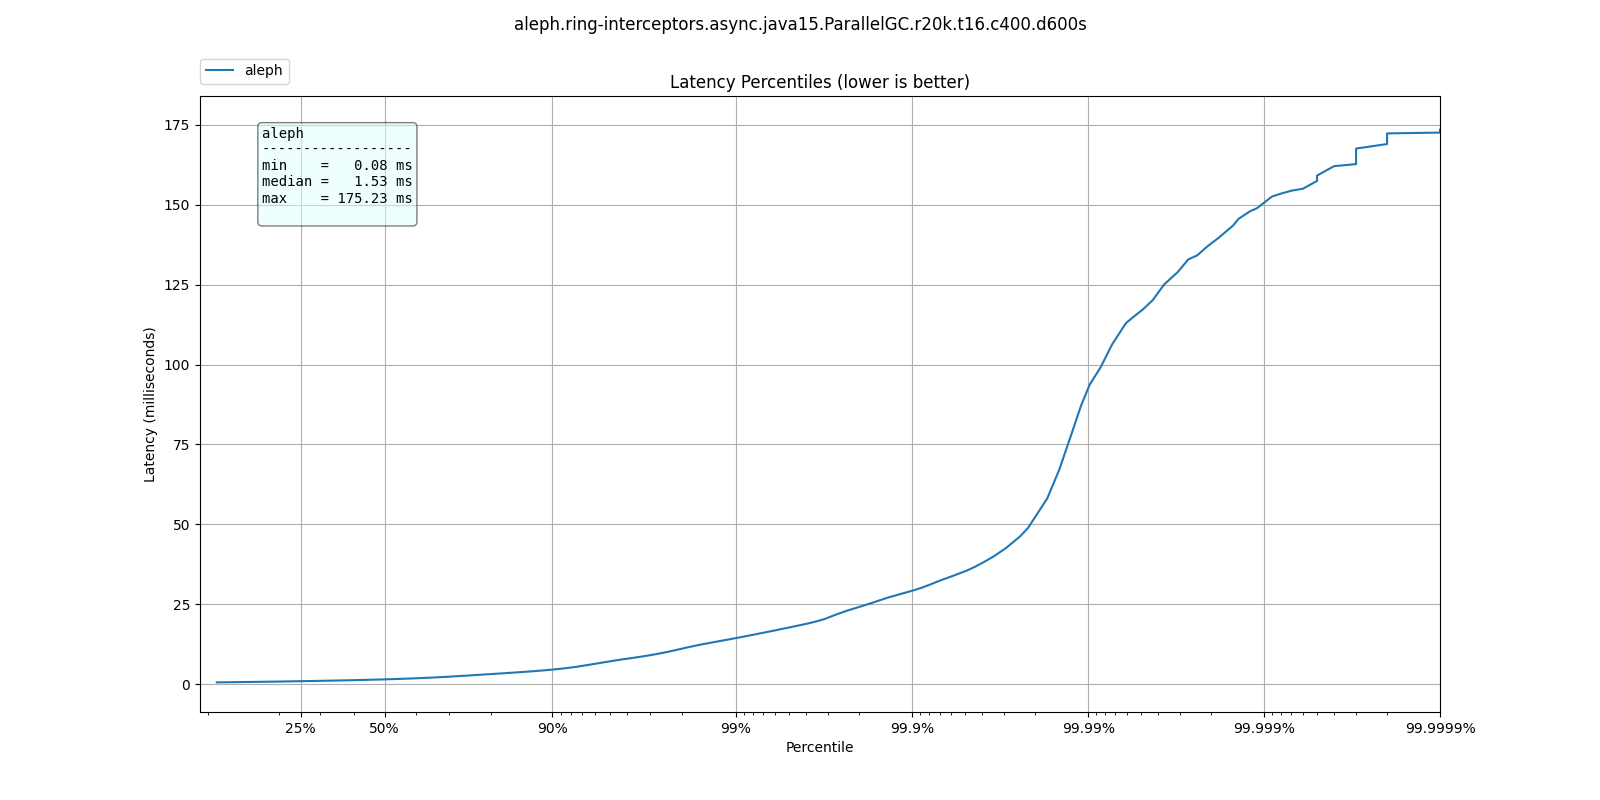 aleph.ring-interceptors.async.java15.ParallelGC.r20k.t16.c400.d600s
aleph
Latency Percentiles (lower is better)
aleph
------------------
min    =   0.08 ms
median =   1.53 ms
max    = 175.23 ms
175
150
125
100
75
50
25
0
Latency (milliseconds)
25% 50% 90% 99% 99.9% 99.99% 99.999% 99.9999%
Percentile